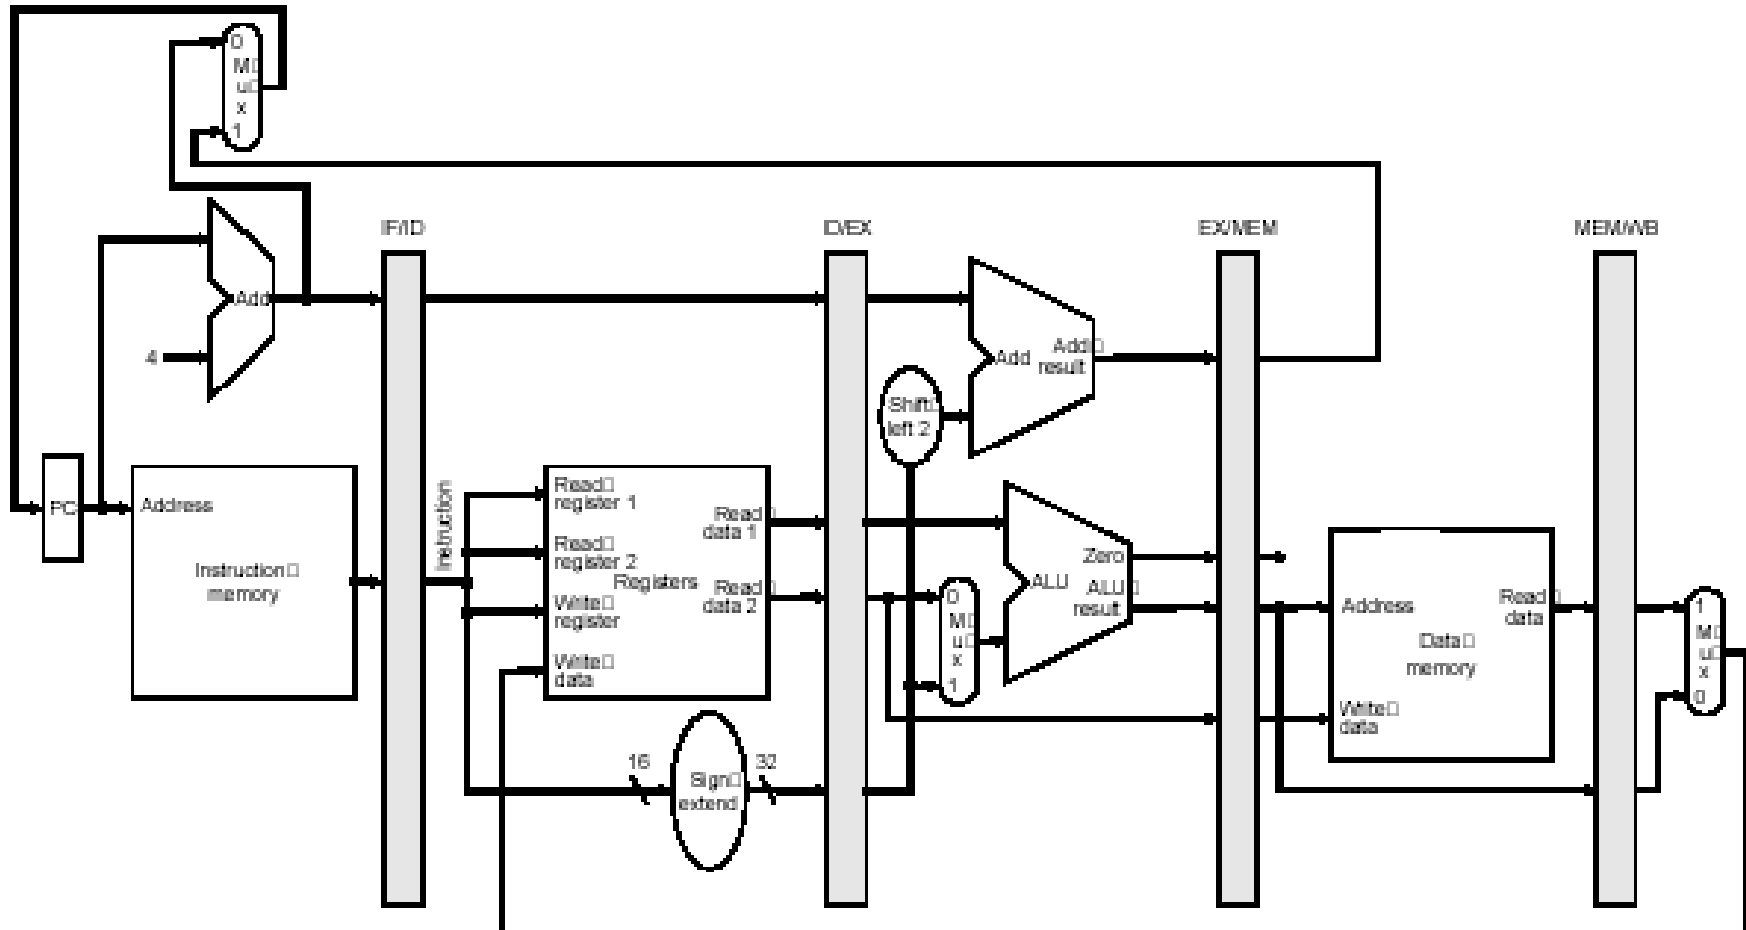 0
M
u
x
1
IF/ID
ID/EX
EX/MEM
MEM/WB
Add
4
Add
Add
result
Shift
left 2
PC
Address
Instruction
memory
Instruction
Read
register 1
Read
register 2
Registers
Write
register
Write
data
Read
data 1
Read
data 2
0
M
u
x
1
Zero
ALU
ALU
result
Address
Read
data
Data
memory
Write
data
1
M
u
x
0
16
Sign
extend
32